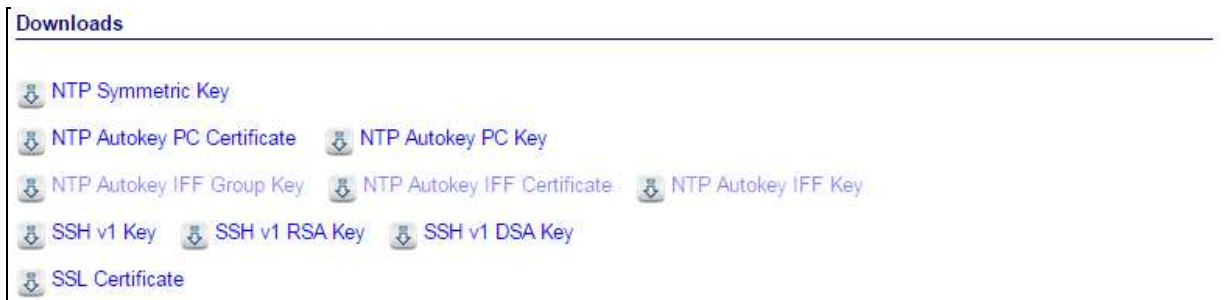 Downloads
NTP Symmetric Key
NTP Autokey PC Certificate NTP Autokey PC Key
NTP Autokey IFF Group Key NTP Autokey IFF Certificate NTP Autokey IFF Key
SSH v1 Key SSH v1 RSA Key SSH v1 DSA Key
SSL Certificate